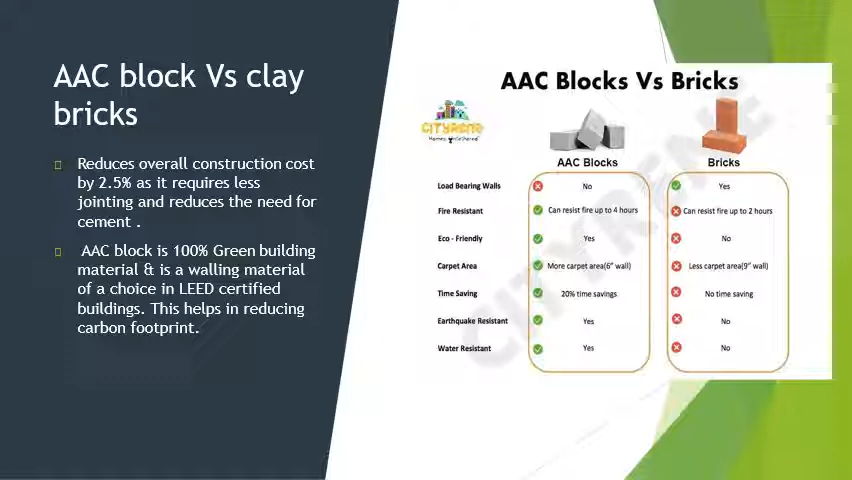 AAC block Vs clay
bricks
Reduces overall construction cost
by 2.5% as it requires less
jointing and reduces the need for
cement .
AAC block is 100% Green building
material & is a walling material
of a choice in LEED certified
buildings. This helps in reducing
carbon footprint.
AAC Blocks Vs Bricks
CITYRENE
AAC Blocks Bricks
Load Bearing Walls No Yes
Fire Resistant Can resist fire up to 4 hours Can resist fire up to 2 hours
Eco - Friendly Yes No
Carpet Area More carpet area(6" wall) Less carpet area(9" wall)
Time Saving 20% time savings No time saving
Earthquake Resistant Yes No
Water Resistant Yes No
CITYRENE